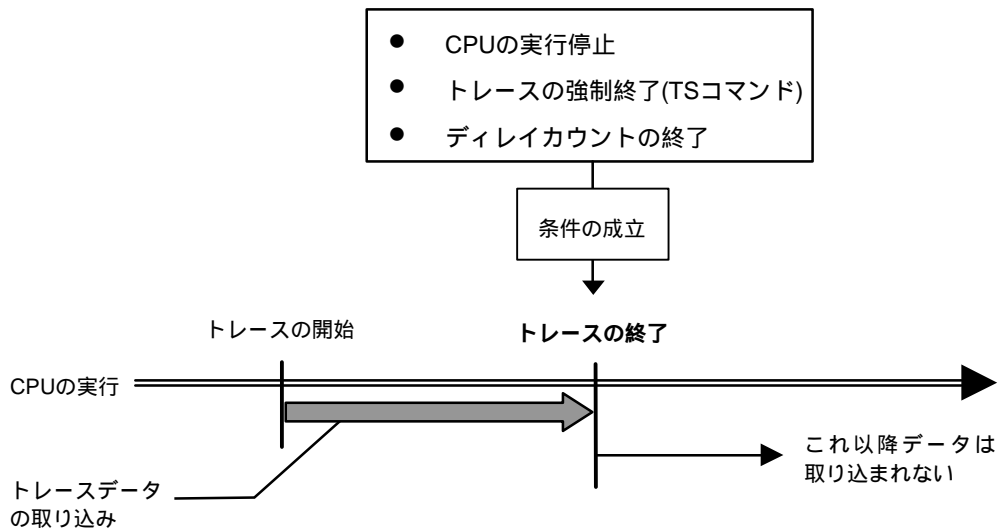 ● CPUの実行停止
● トレースの強制終了(TSコマンド)
● ディレイカウントの終了
条件の成立
トレースの開始
トレースの終了
CPUの実行
これ以降データは
取り込まれない
トレースデータ
の取り込み